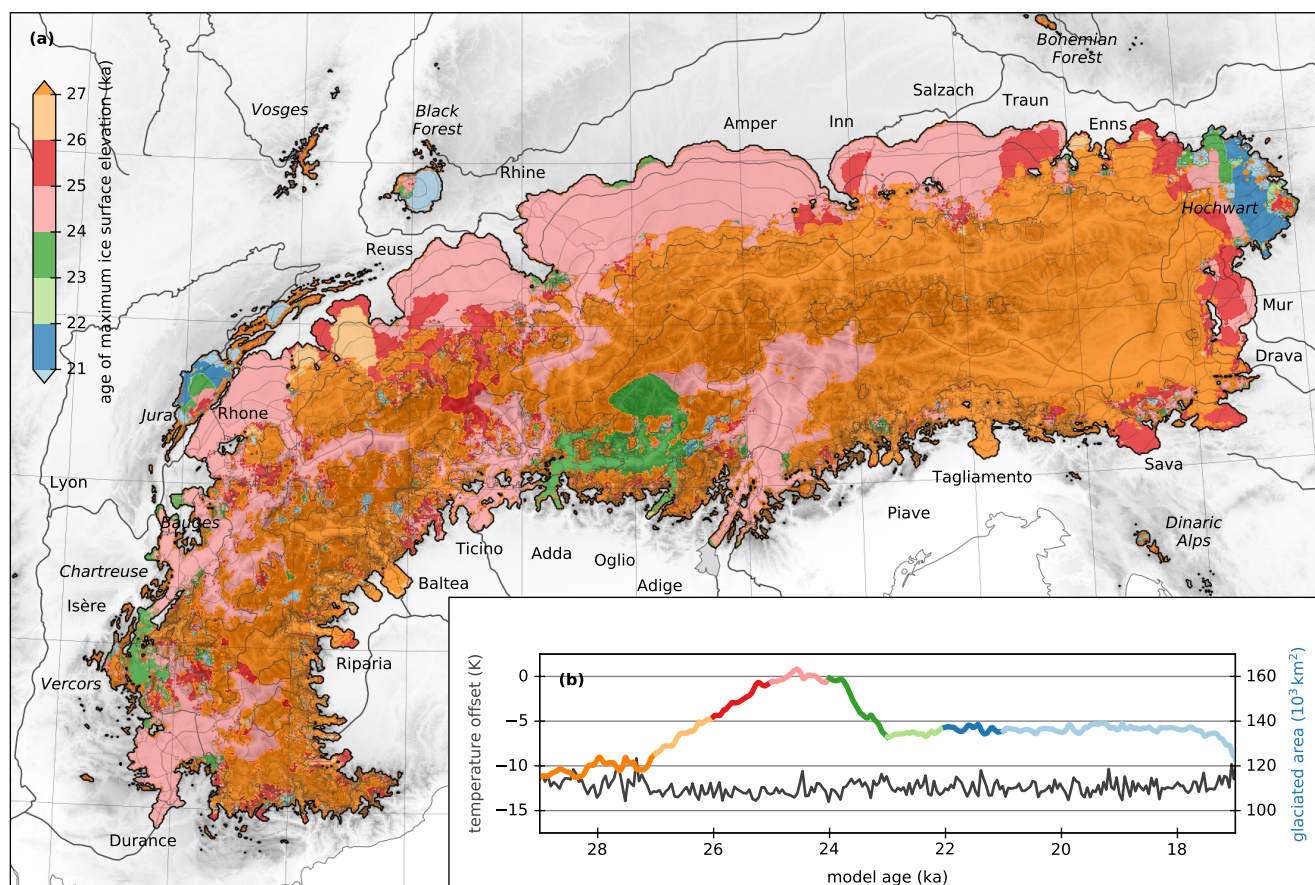 (a)
27
26
25
24
23
22
21
age of maximum ice surface elevation (ka)
Bohemian
Forest
Salzach
Traun
Vosges
Black
Forest
Amper
Inn
Enns
Rhine
Hochwart
Reuss
Mur
Drava
Jura
Rhone
Lyon
Tagliamento
Sava
Bauges
Piave
Dinaric
Alps
Ticino
Adda
Oglio
Chartreuse
Baltea
Adige
Isère
Riparia
Vercors
Durance
(b)
temperature offset (K)
0
−5
−10
−15
160
140
120
100
glaciated area (10³ km²)
28
26
24
22
20
18
model age (ka)